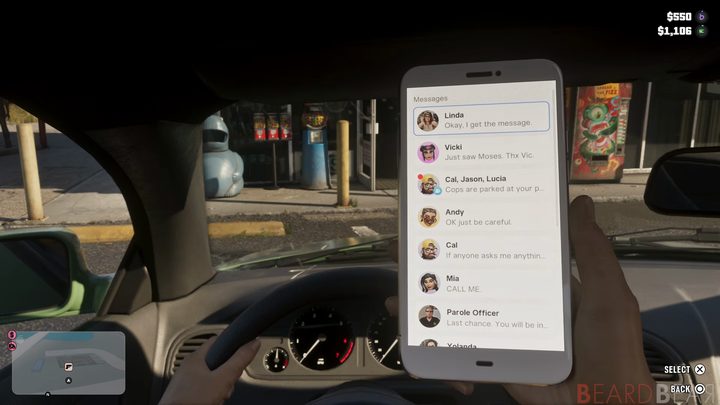 $550
$1,106
Messages
Linda
Okay, I get the message.
Vicki
Just saw Moses. Thx Vic.
Cal, Jason, Lucia
Cops are parked at your p...
Andy
OK just be careful.
Cal
If anyone asks me anythin...
Mia
CALL ME.
Parole Officer
Last chance. You will be in...
Yolanda
SELECT
BACK
BEARDBEAR